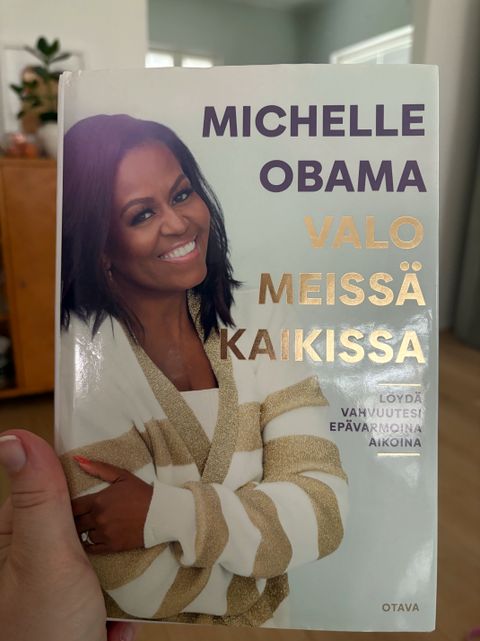 MICHELLE
OBAMA
VALO
MEISSÄ
KAIKISSA
LÖYDÄ
VAHVUUTESI
EPÄVARMOINA
AIKOINA
OTAVA